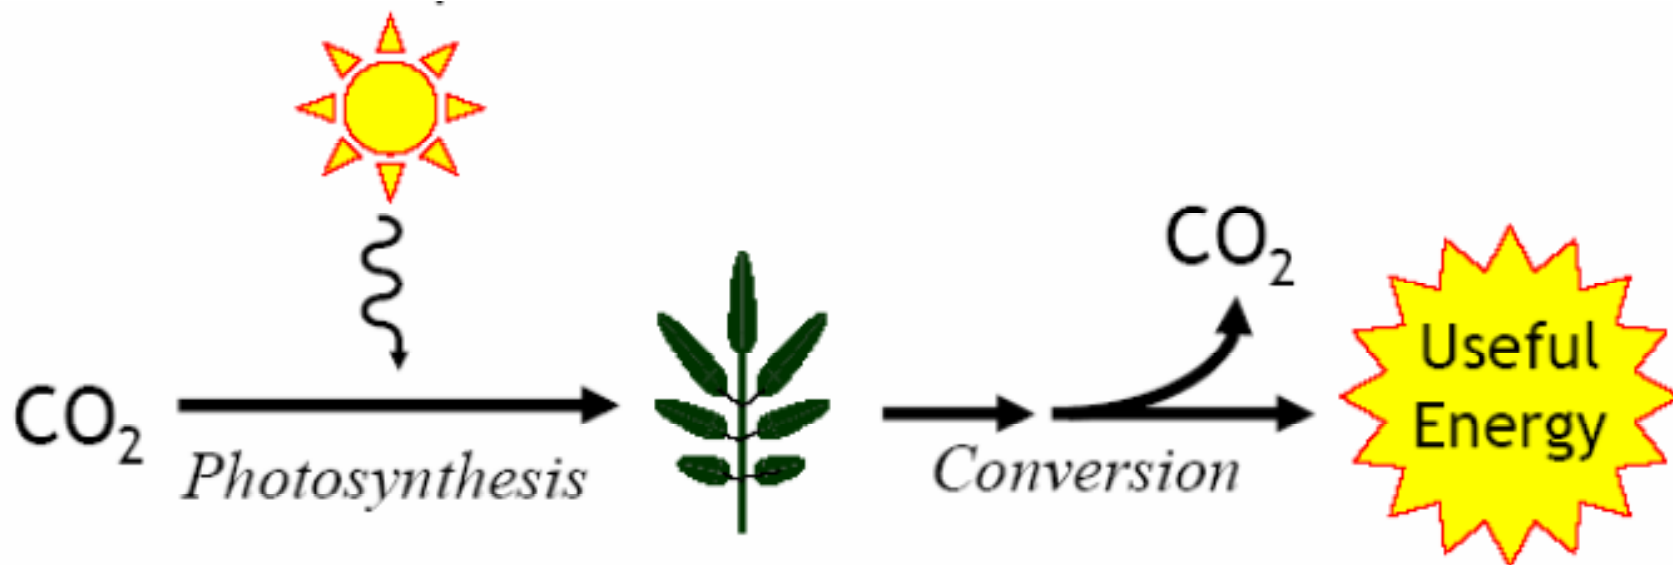 CO₂
Photosynthesis
Conversion
CO₂
Useful
Energy